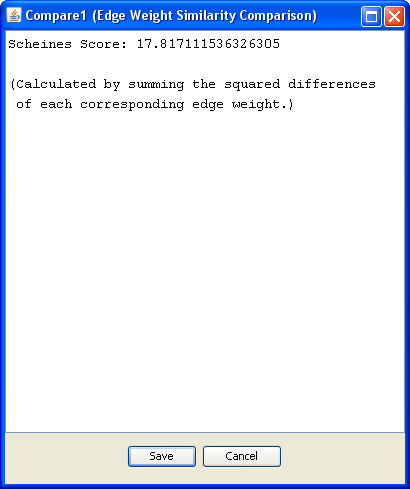 Compare1 (Edge Weight Similarity Comparison)
Scheines Score: 17.817111536326305
(Calculated by summing the squared differences
of each corresponding edge weight.)
Save Cancel